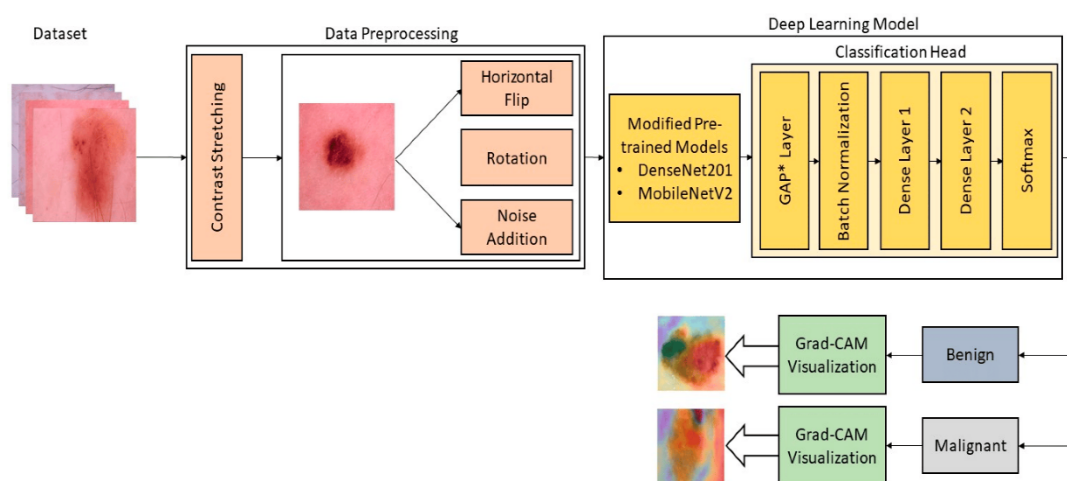 Dataset
Data Preprocessing
Deep Learning Model
Contrast Stretching
Horizontal
Flip
Rotation
Noise
Addition
Modified Pre-
trained Models
• DenseNet201
• MobileNetV2
Classification Head
GAP* Layer
Batch Normalization
Dense Layer 1
Dense Layer 2
Softmax
Grad-CAM
Visualization
Benign
Grad-CAM
Visualization
Malignant